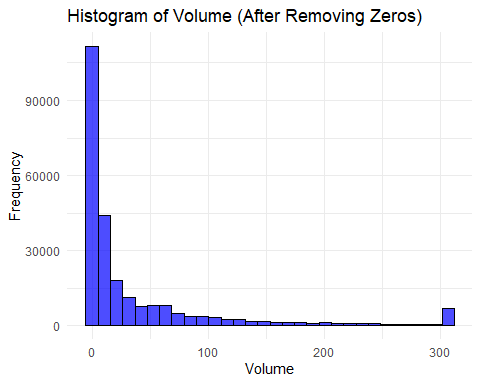 Histogram of Volume (After Removing Zeros)
Frequency
90000
60000
30000
0
0 100 200 300
Volume